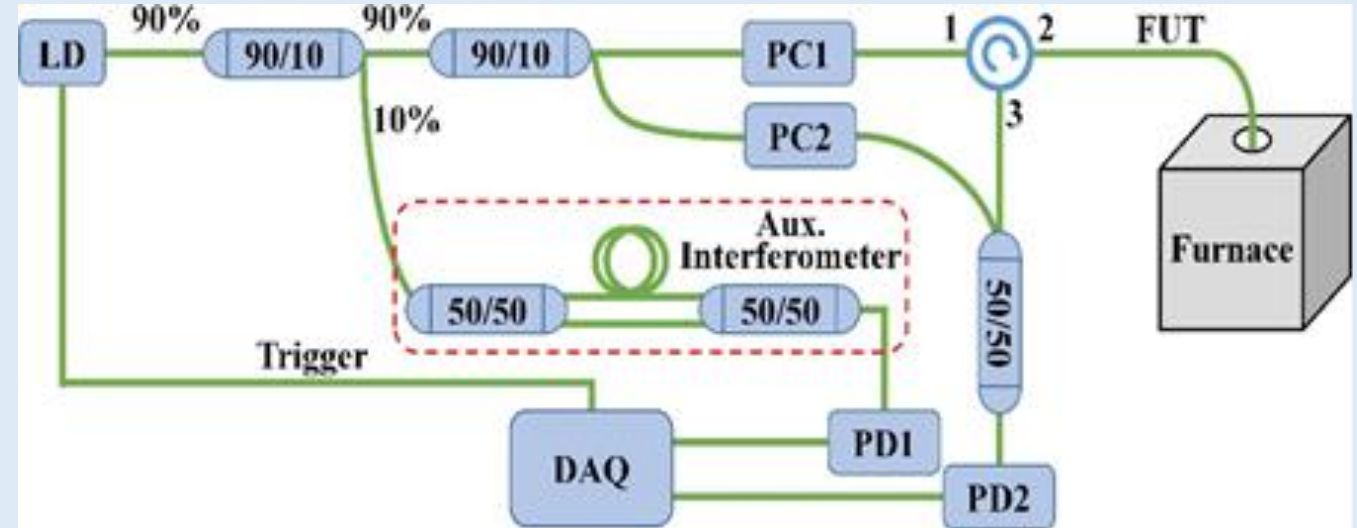 90%
90%
LD
90/10
90/10
PC1
1
2
FUT
10%
PC2
3
Aux.
Interferometer
50/50
50/50
50/50
Furnace
Trigger
DAQ
PD1
PD2